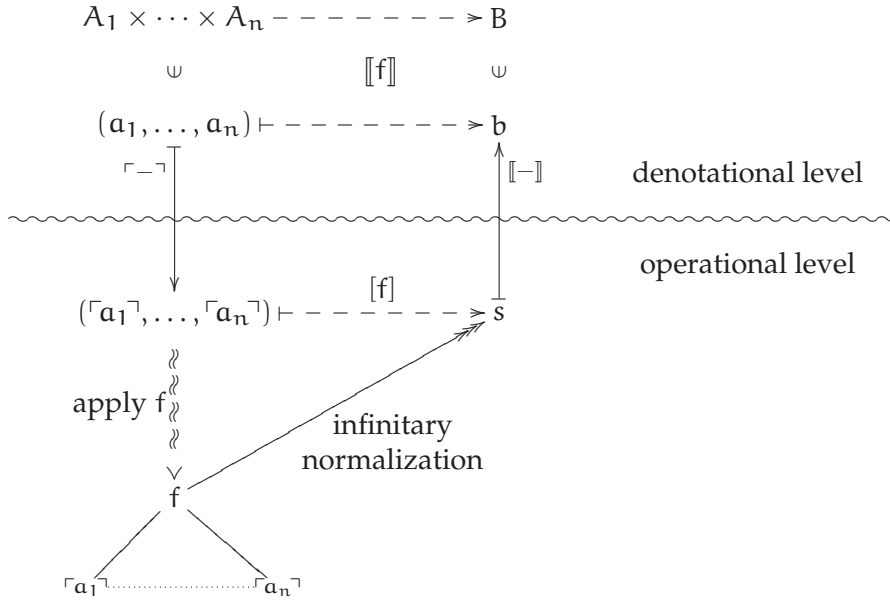 A₁ × ⋯ × Aₙ B
⋓ ⟦f⟧ ⋓
(a₁, …, aₙ) b
⌜−⌝ ⟦−⟧ denotational level
operational level
[f]
(⌜a₁⌝, …, ⌜aₙ⌝) s
apply f
infinitary
normalization
f
⌜a₁⌝ ⌜aₙ⌝